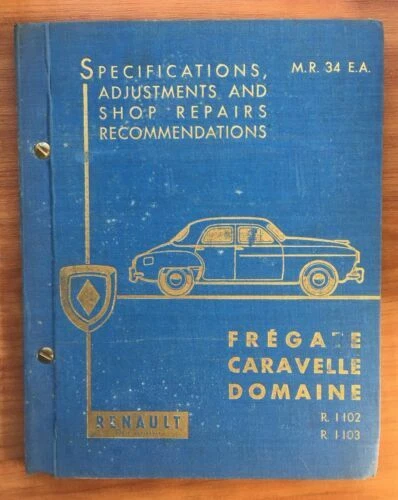 SPECIFICATIONS,
ADJUSTMENTS AND
SHOP REPAIRS
RECOMMENDATIONS
M.R. 34 E.A.
FRÉGATE
CARAVELLE
DOMAINE
R. 1102
R 1103
RENAULT